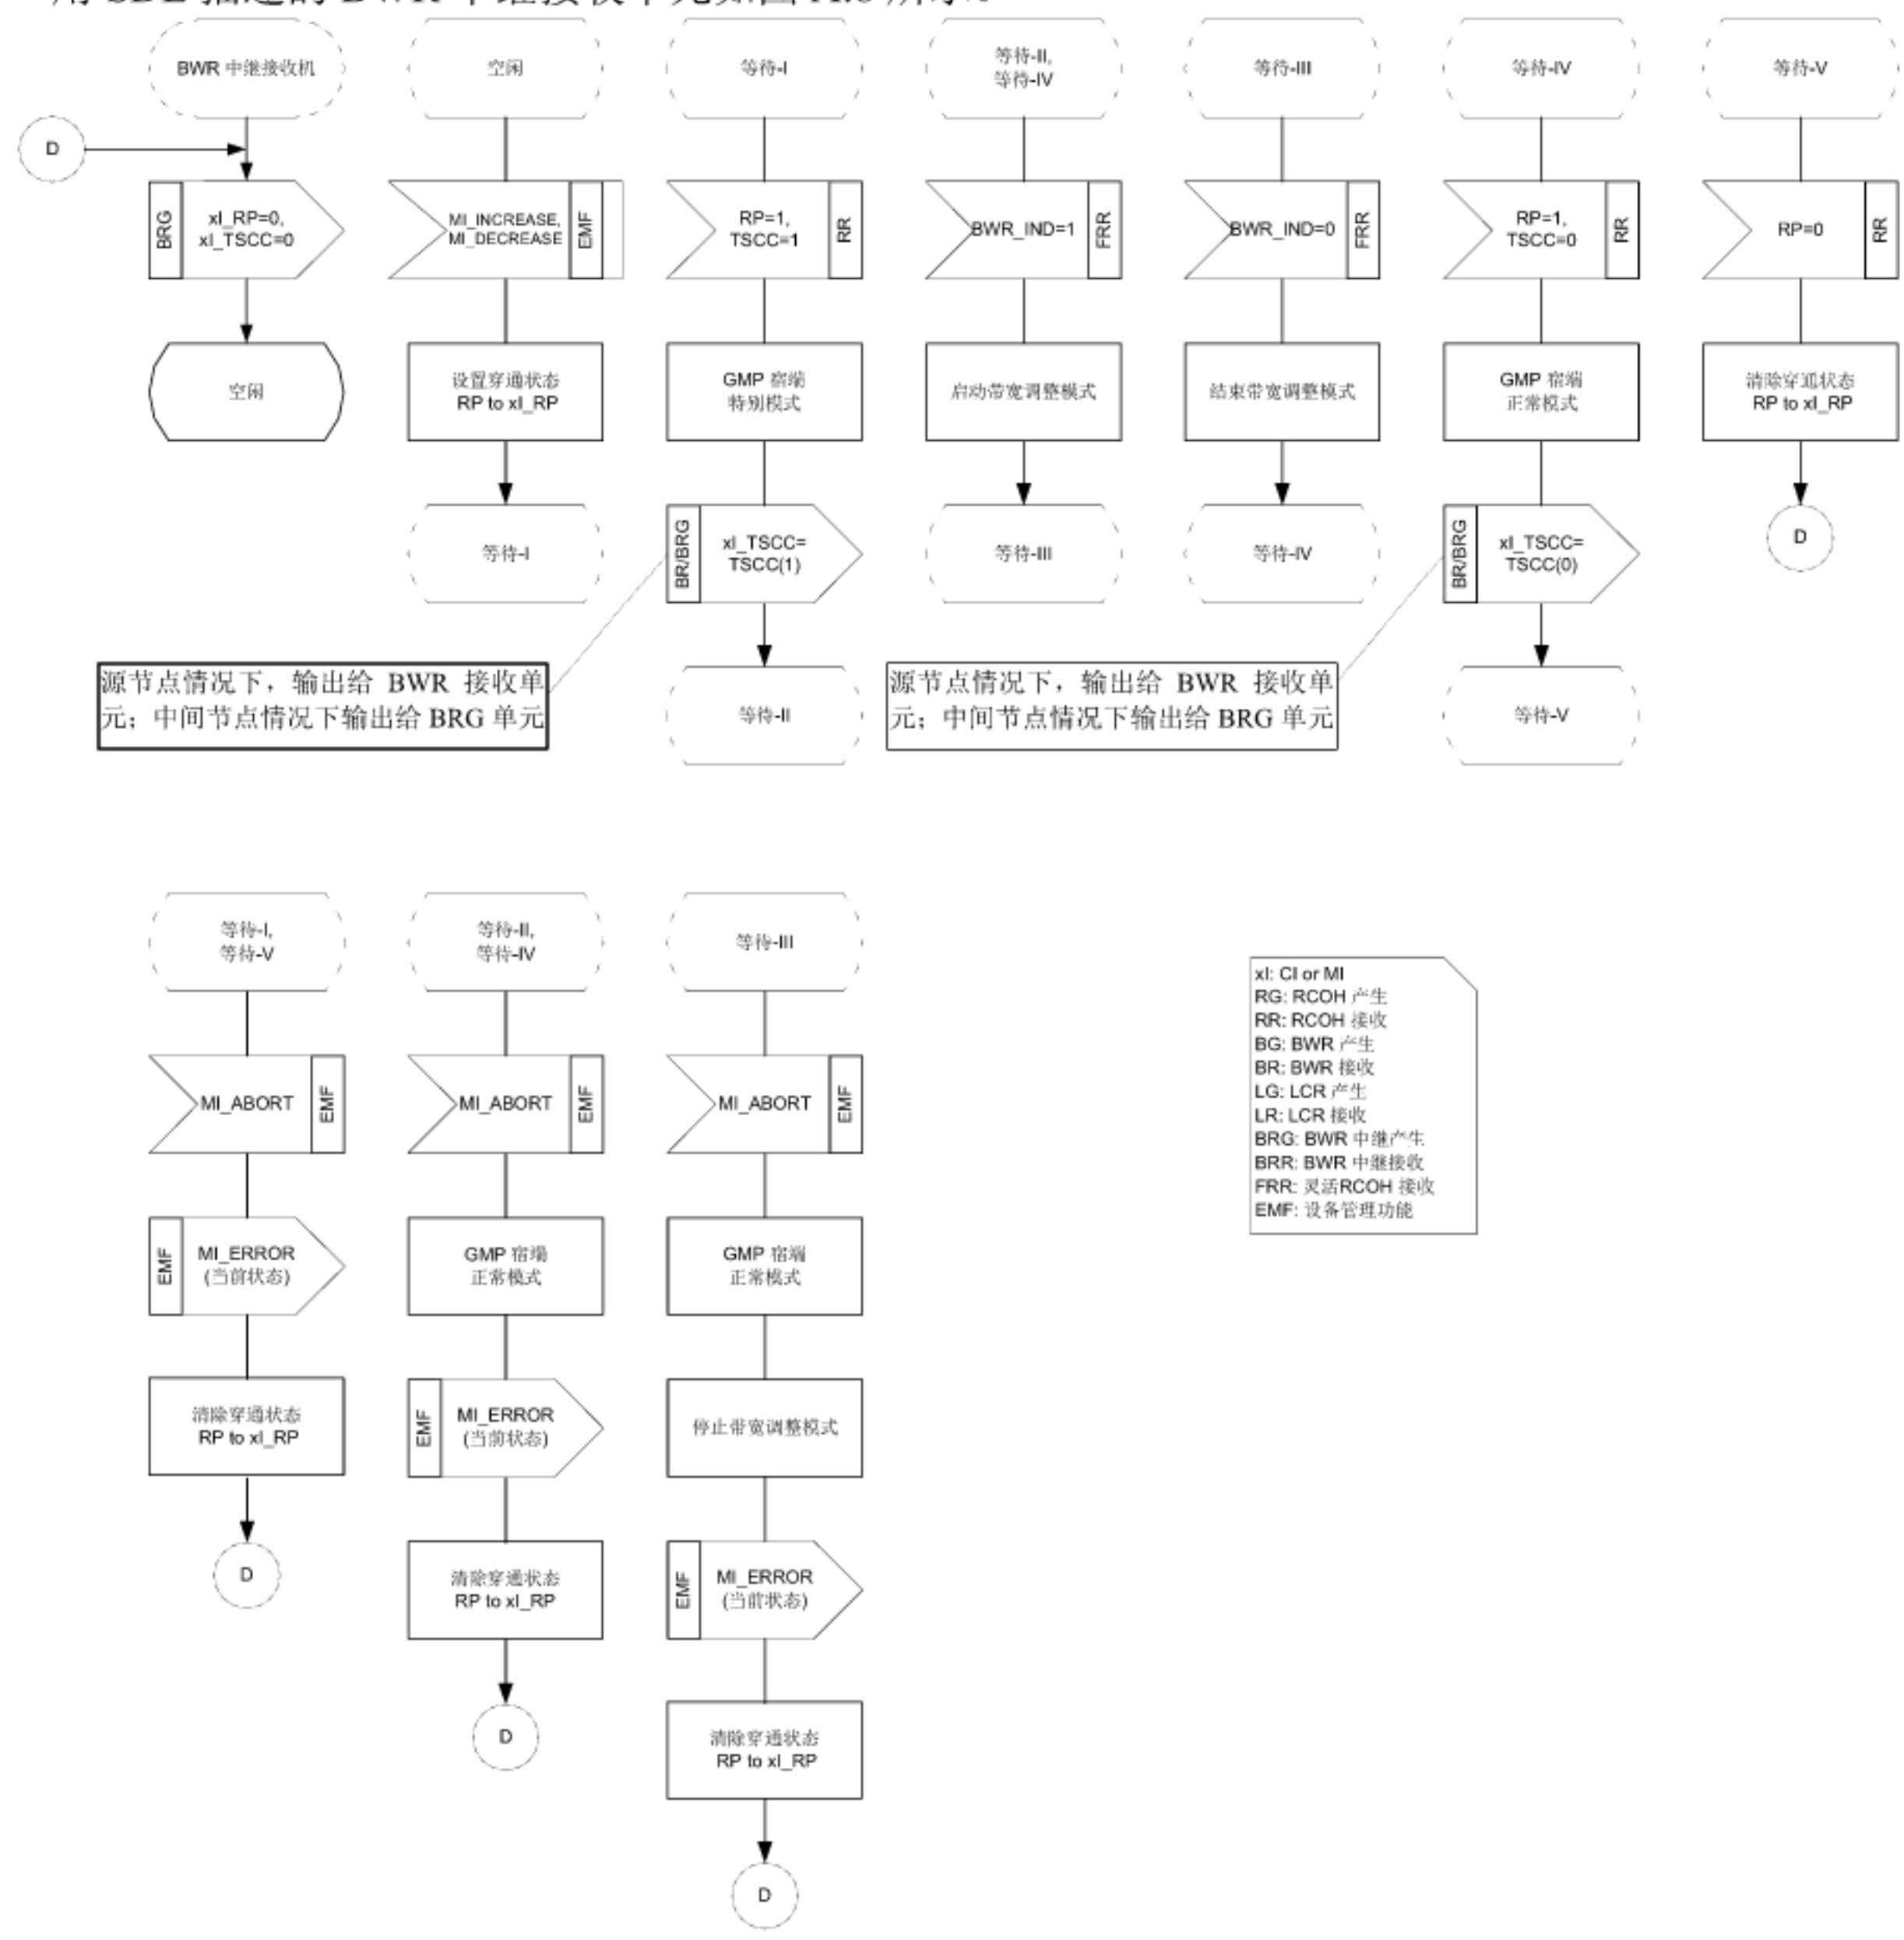 BWR 中继接收机
空闲
等待-I
等待-II,
等待-IV
等待-III
等待-IV
等待-V
D
BRG
xI_RP=0,
xI_TSCC=0
MI_INCREASE,
MI_DECREASE
EMF
RP=1,
TSCC=1
RR
BWR_IND=1
FRR
BWR_IND=0
FRR
RP=1,
TSCC=0
RR
RP=0
RR
空闲
设置穿通状态
RP to xI_RP
GMP 宿端
特别模式
启动带宽调整模式
结束带宽调整模式
GMP 宿端
正常模式
清除穿通状态
RP to xI_RP
等待-I
BR/BRG
xI_TSCC=
TSCC(1)
等待-III
等待-IV
BR/BRG
xI_TSCC=
TSCC(0)
D
源节点情况下，输出给 BWR 接收单
元；中间节点情况下输出给 BRG 单元
等待-II
源节点情况下，输出给 BWR 接收单
元；中间节点情况下输出给 BRG 单元
等待-V
等待-I,
等待-V
等待-II,
等待-IV
等待-III
MI_ABORT
EMF
MI_ABORT
EMF
MI_ABORT
EMF
EMF
MI_ERROR
(当前状态)
GMP 宿端
正常模式
GMP 宿端
正常模式
清除穿通状态
RP to xI_RP
EMF
MI_ERROR
(当前状态)
停止带宽调整模式
D
清除穿通状态
RP to xI_RP
EMF
MI_ERROR
(当前状态)
D
清除穿通状态
RP to xI_RP
D
xI: CI or MI
RG: RCOH 产生
RR: RCOH 接收
BG: BWR 产生
BR: BWR 接收
LG: LCR 产生
LR: LCR 接收
BRG: BWR 中继产生
BRR: BWR 中继接收
FRR: 灵活RCOH 接收
EMF: 设备管理功能